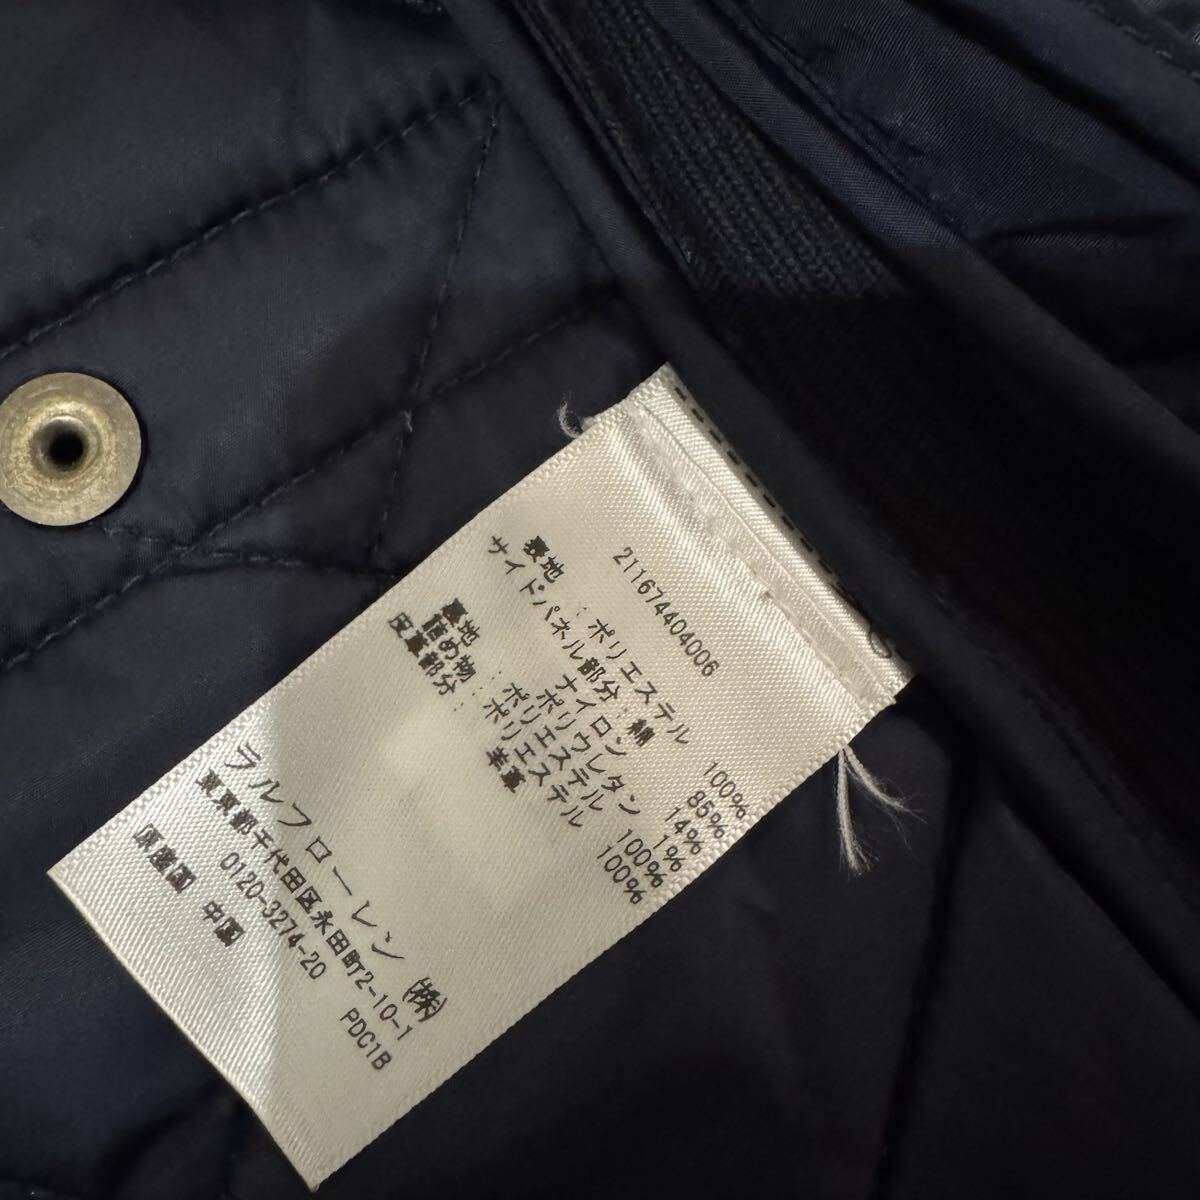 211674404006
表地 : ポリエステル 100%
サイドパネル部分 : 綿 85%
ナイロン 14%
ポリウレタン 1%
裏地 : ポリエステル 100%
詰め物 : ポリエステル 100%
皮革部分 : 羊革
ラルフローレン (株)
東京都千代田区永田町2-10-1
0120-3274-20 PDC1B
原産国 中国